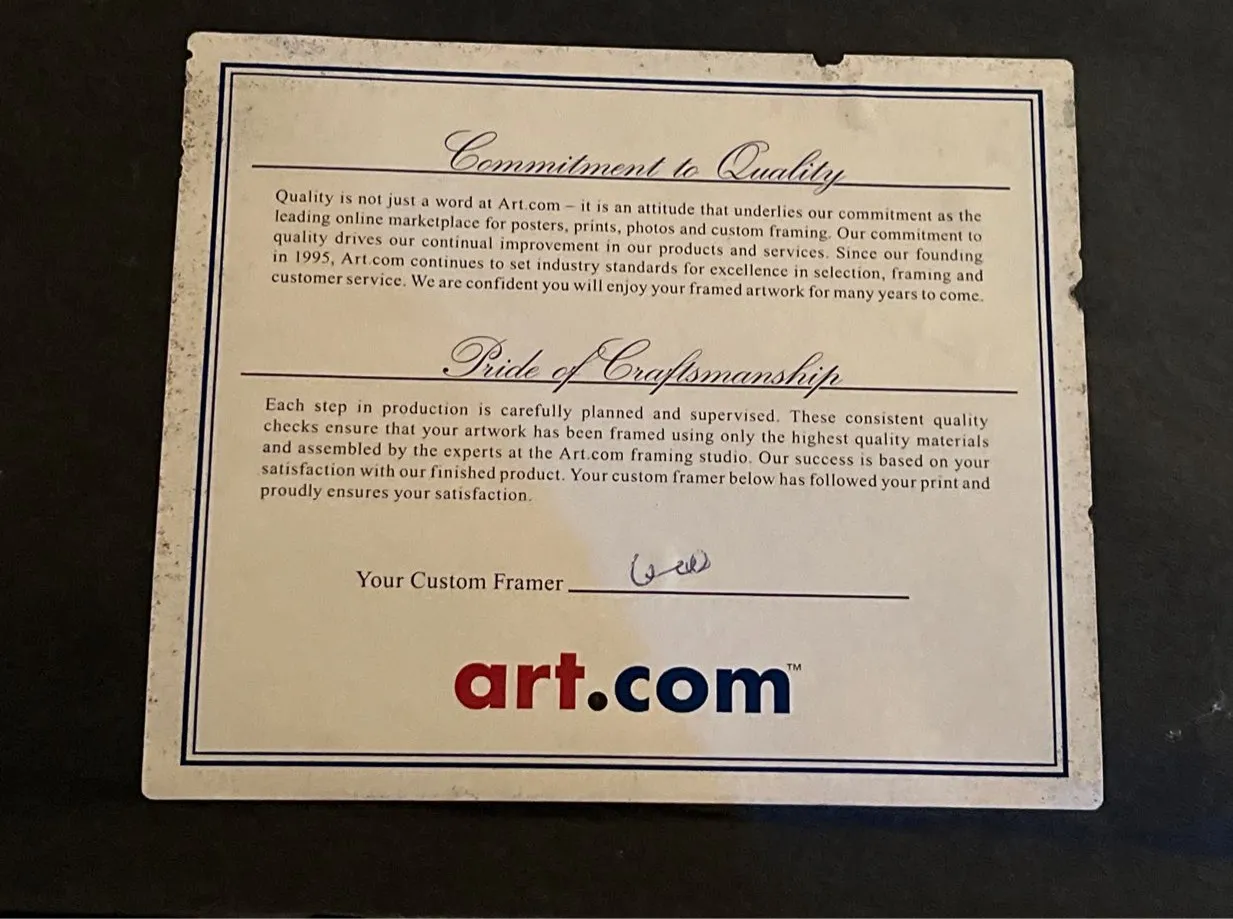 Commitment to Quality
Quality is not just a word at Art.com – it is an attitude that underlies our commitment as the
leading online marketplace for posters, prints, photos and custom framing. Our commitment to
quality drives our continual improvement in our products and services. Since our founding
in 1995, Art.com continues to set industry standards for excellence in selection, framing and
customer service. We are confident you will enjoy your framed artwork for many years to come.
Pride of Craftsmanship
Each step in production is carefully planned and supervised. These consistent quality
checks ensure that your artwork has been framed using only the highest quality materials
and assembled by the experts at the Art.com framing studio. Our success is based on your
satisfaction with our finished product. Your custom framer below has followed your print and
proudly ensures your satisfaction.
Your Custom Framer
art.com™